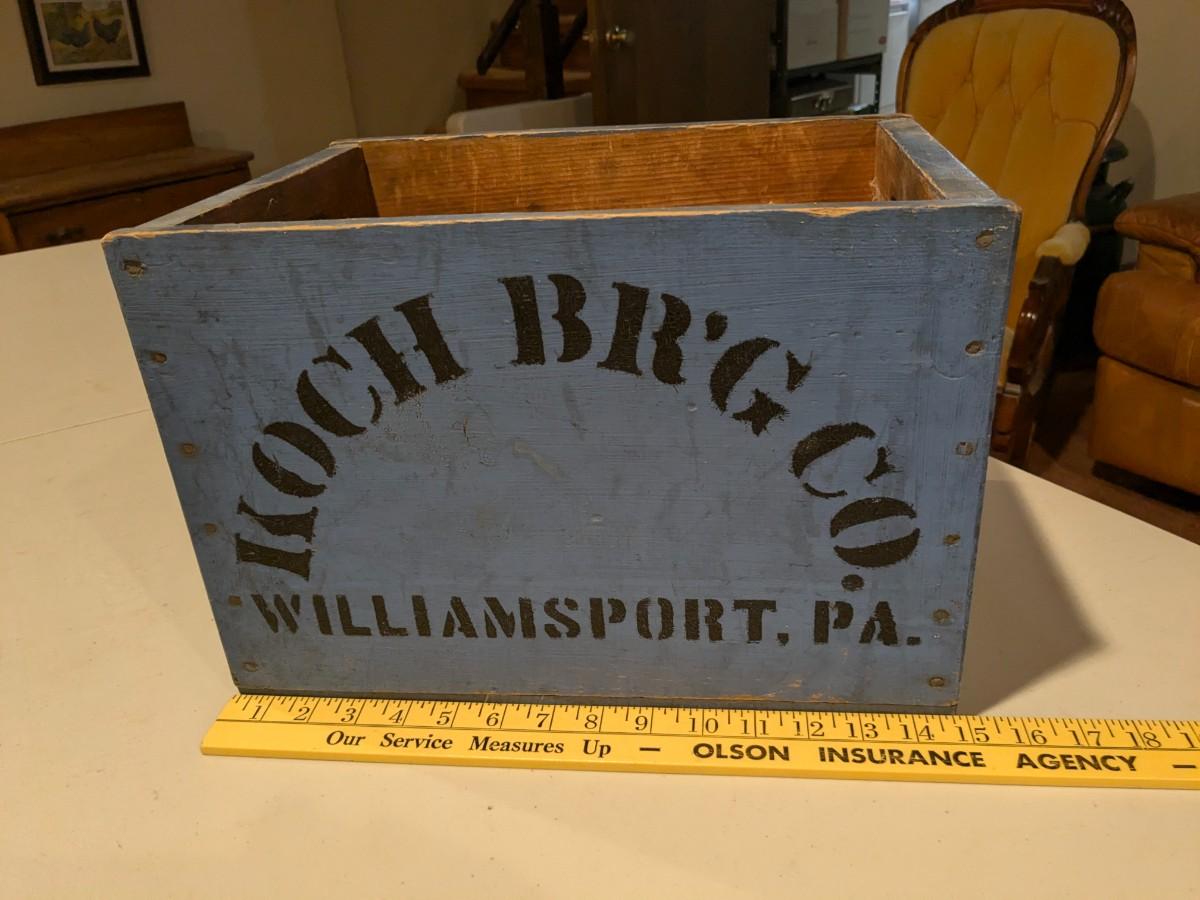 KOCH BR'G CO.
WILLIAMSPORT, PA.
1 2 3 4 5 6 7 8 9 10 11 12 13 14 15 16 17 18
Our Service Measures Up — OLSON INSURANCE AGENCY —